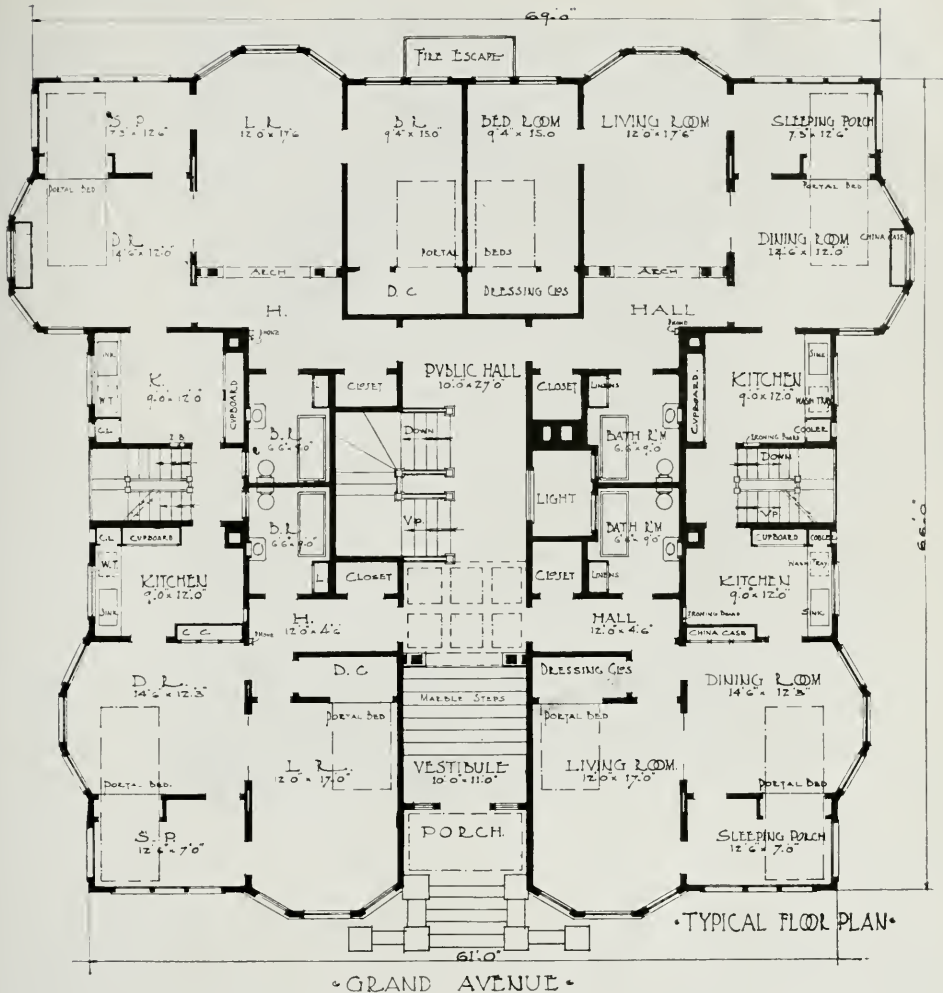 69'-0"
FIRE ESCAPE
S. P.
7'3" x 12'6"
L. R.
12'0" x 17'6
B. R.
9'4" x 15'0"
BED ROOM
9'4" x 15'.0
LIVING ROOM
12'0" x 17'6"
SLEEPING PORCH
7'.3" x 12'6"
PORTAL BED
PORTAL BED
D. R.
14'6" x 12'.0"
DINING ROOM
14'.6" x 12'.0"
CHINA CASE
PORTAL
BEDS
ARCH
ARCH
D. C
DRESSING CLOS
H.
HALL
PHONE
PHONE
K.
9'.0 x 12'.0
SINK
W.T.
C.L.
CUPBOARD
I.B
B.R.
6'6" x 9'.0"
L
CLOSET
PVBLIC HALL
10'.0" x 27'.0"
DOWN
CLOSET
LINENS
BATH R'M
6'.6" x 9'.0
CUPBOARD.
KITCHEN
9'.0 x 12'.0"
SINK
WASH TRAY
COOLER
IRONING BOARD
DOWN
VP.
LIGHT
VP.
66'.0"
C.L.
CUPBOARD
W.T.
SINK
KITCHEN
9'.0 x 12'.0"
B.R.
6'6" x 9'.0"
L
CLOSET
CLOSET
LINENS
BATH R'M
6'.6" x 9'.0"
CUPBOARD
COOLER
WASH TRAY
KITCHEN
9'.0" x 12'.0"
SINK
IRONING BOARD
C. C
PHONE
H.
12'.0" x 4'.6
HALL
12'.0" x 4'.6"
CHINA CASE
D. R.
14'6" x 12'.3"
D. C
MARBLE STEPS
DRESSING CLOS
DINING ROOM
14'6" x 12'.3"
PORTAL BED
PORTAL BED
L R.
12'.0" x 17'.0"
VESTIBULE
10'.0" x 11'.0"
LIVING ROOM.
12'.0" x 17'.0"
PORTAL BED.
PORTAL BED
S. P.
12'6" x 7'0"
PORCH.
SLEEPING PORCH
12'6" x 7'.0"
•TYPICAL FLOOR PLAN•
61'.0"
•GRAND AVENUE•